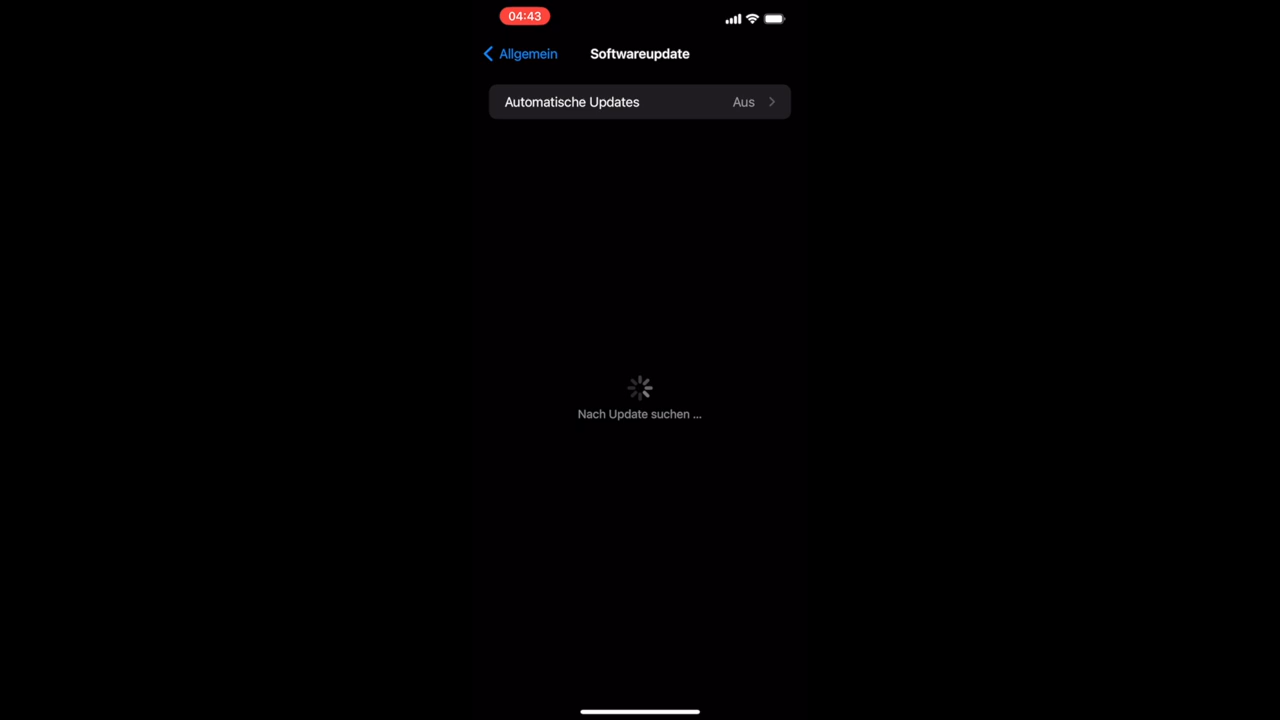 04:43
Allgemein
Softwareupdate
Automatische Updates Aus
Nach Update suchen ...